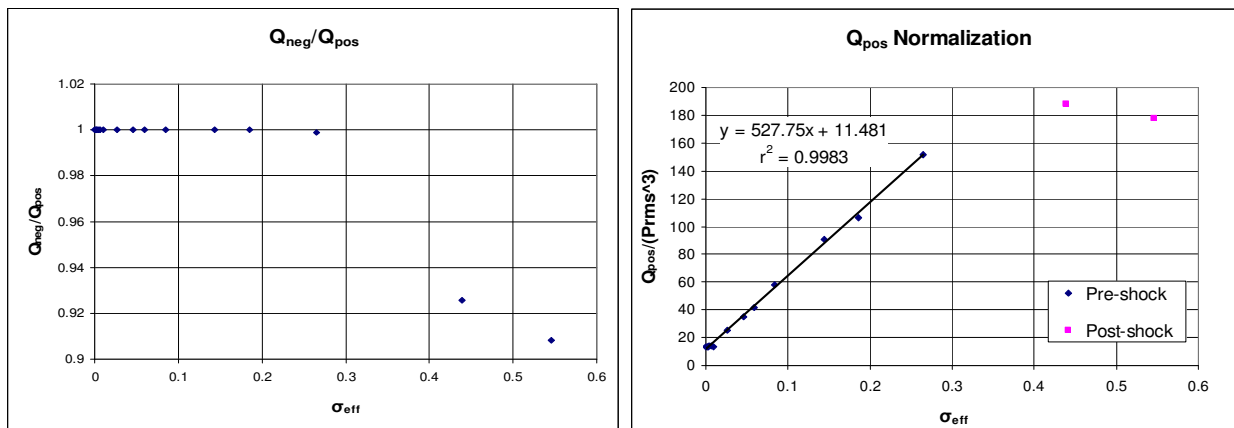 Qneg/Qpos
1.02
1
0.98
0.96
0.94
0.92
0.9
Qneg/Qpos
0 0.1 0.2 0.3 0.4 0.5 0.6
σeff
Qpos Normalization
200
180
160
140
120
100
80
60
40
20
0
Qpos/(Prms^3)
y = 527.75x + 11.481
r² = 0.9983
Pre-shock
Post-shock
0 0.1 0.2 0.3 0.4 0.5 0.6
σeff